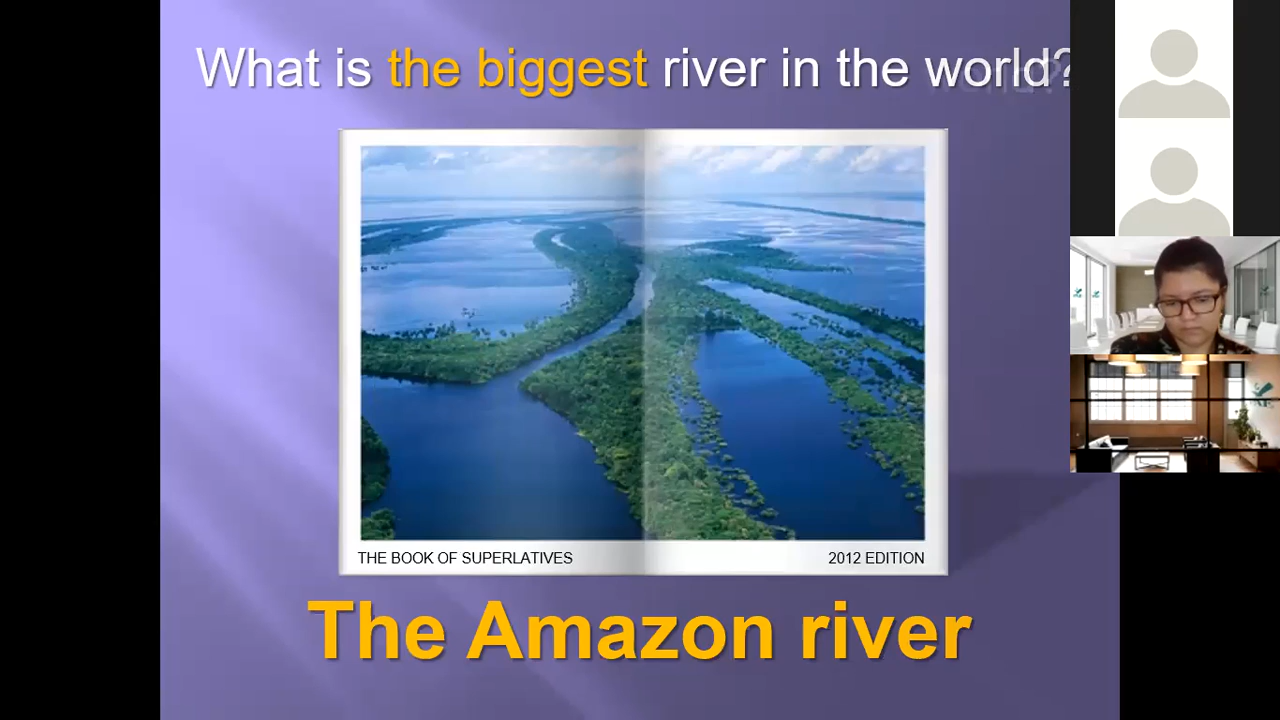 What is the biggest river in the world?
THE BOOK OF SUPERLATIVES
2012 EDITION
The Amazon river